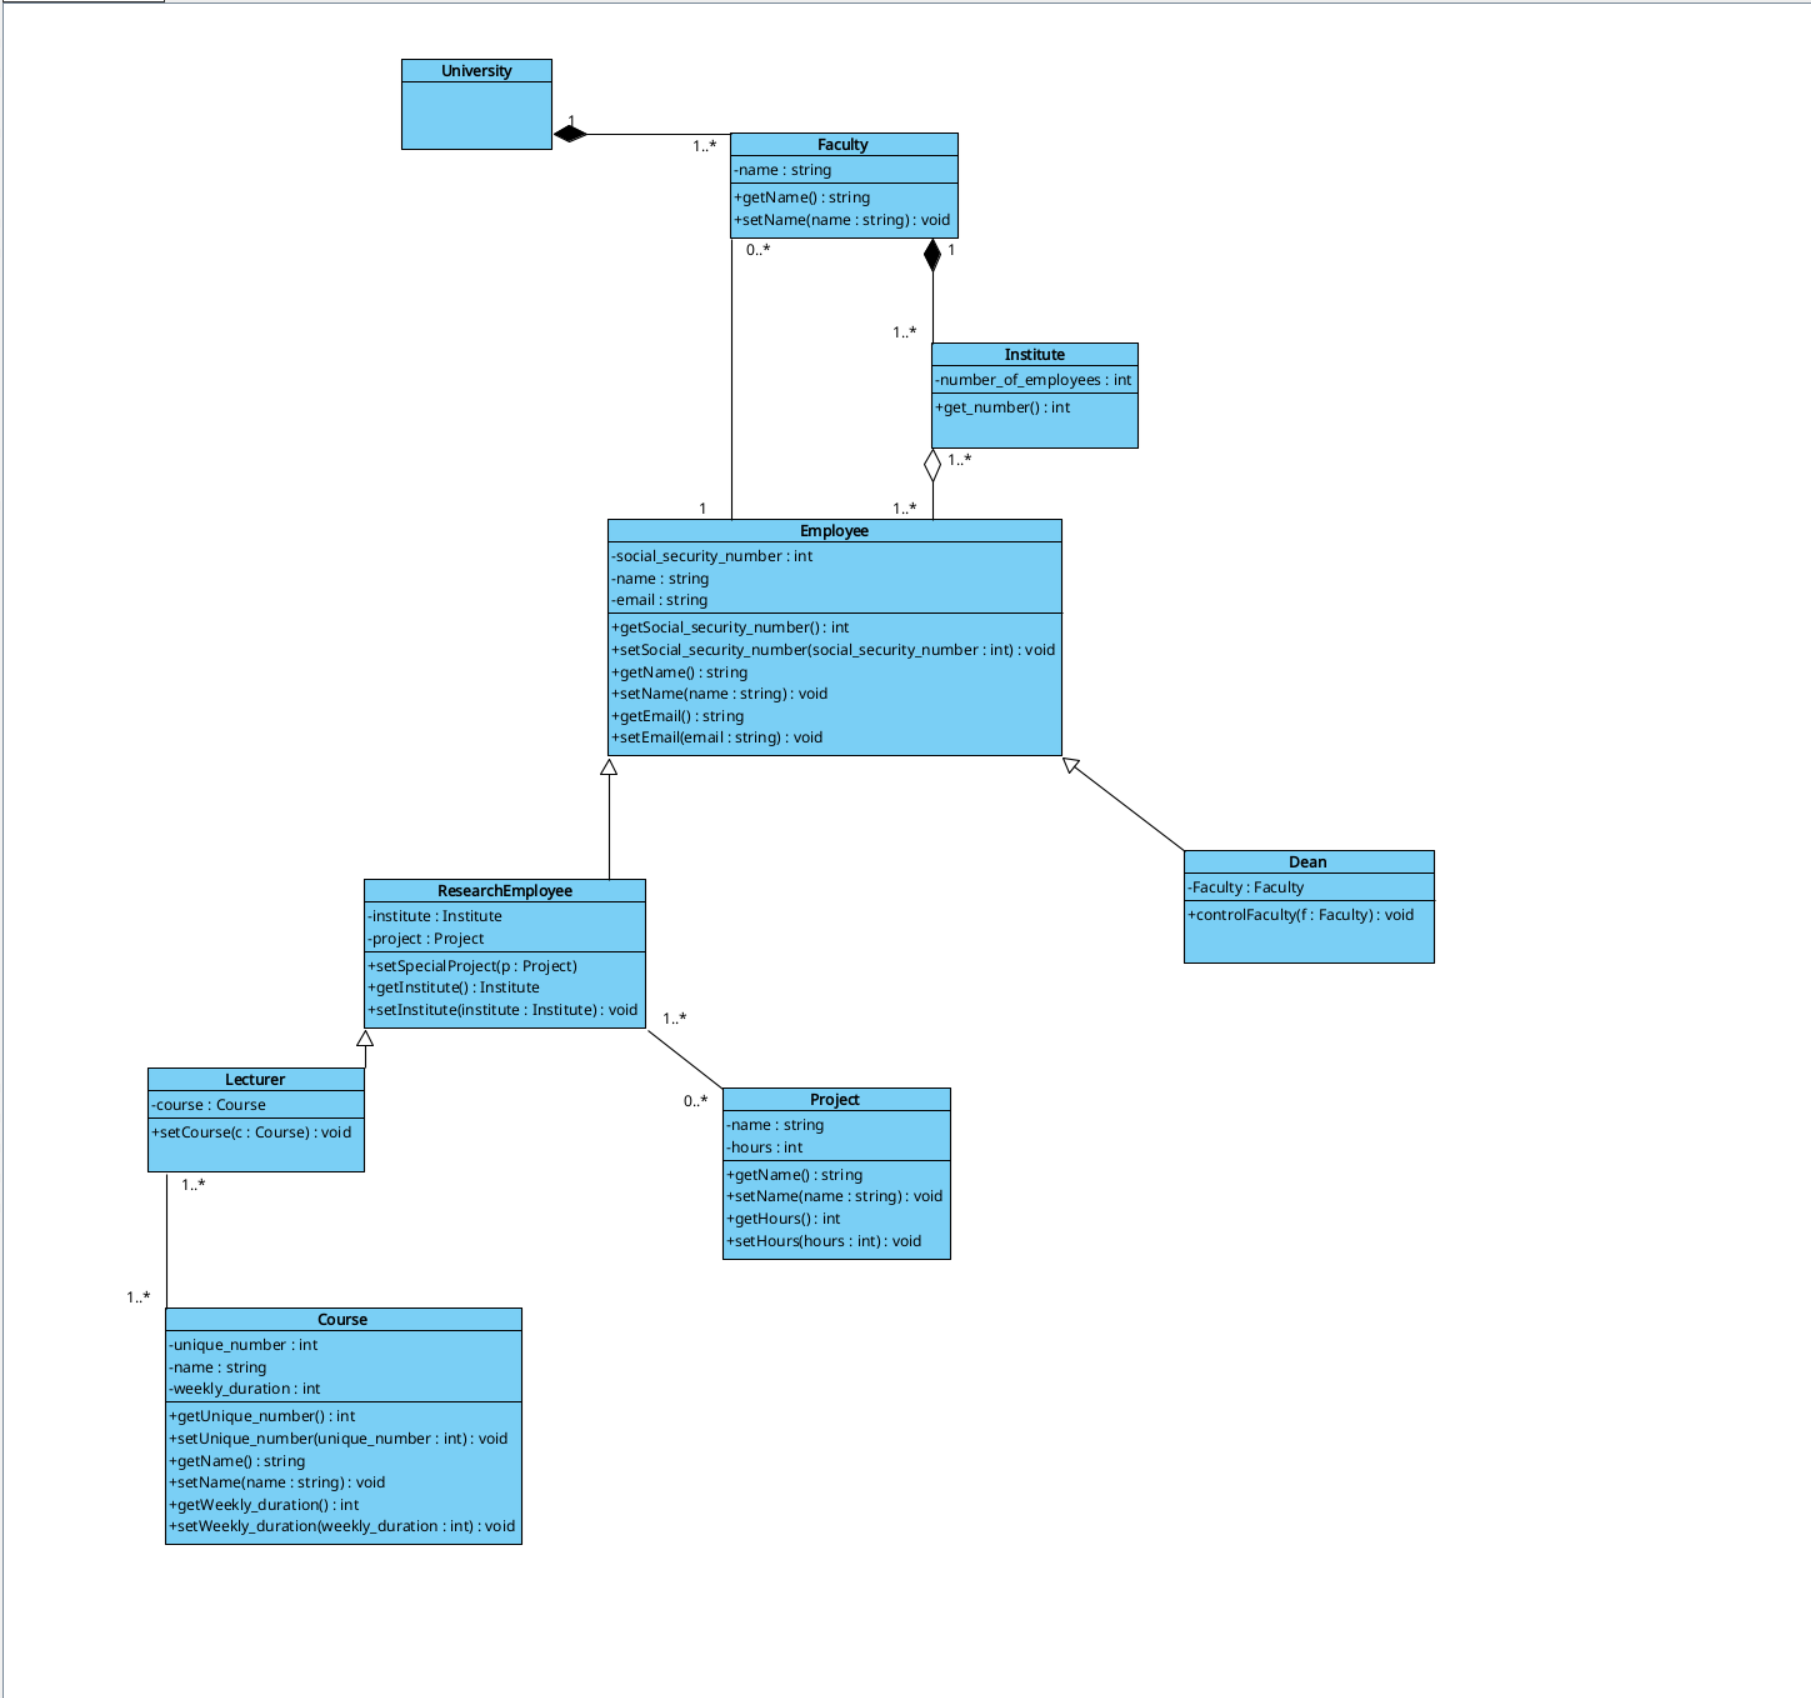 University
1
1..*
Faculty
-name : string
+getName() : string
+setName(name : string) : void
0..*
1
1..*
Institute
-number_of_employees : int
+get_number() : int
1..*
1
1..*
Employee
-social_security_number : int
-name : string
-email : string
+getSocial_security_number() : int
+setSocial_security_number(social_security_number : int) : void
+getName() : string
+setName(name : string) : void
+getEmail() : string
+setEmail(email : string) : void
Dean
-Faculty : Faculty
+controlFaculty(f : Faculty) : void
ResearchEmployee
-institute : Institute
-project : Project
+setSpecialProject(p : Project)
+getInstitute() : Institute
+setInstitute(institute : Institute) : void
1..*
0..*
Lecturer
-course : Course
+setCourse(c : Course) : void
1..*
Project
-name : string
-hours : int
+getName() : string
+setName(name : string) : void
+getHours() : int
+setHours(hours : int) : void
1..*
Course
-unique_number : int
-name : string
-weekly_duration : int
+getUnique_number() : int
+setUnique_number(unique_number : int) : void
+getName() : string
+setName(name : string) : void
+getWeekly_duration() : int
+setWeekly_duration(weekly_duration : int) : void